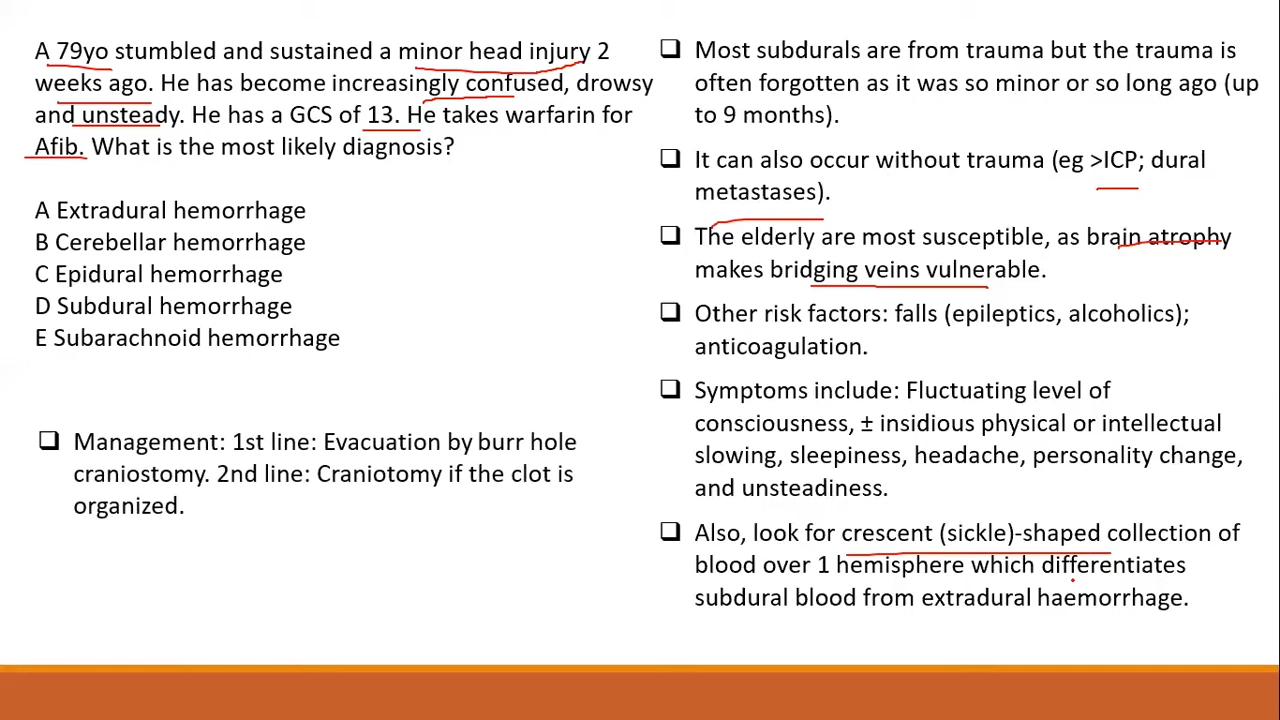 A 79yo stumbled and sustained a minor head injury 2
weeks ago. He has become increasingly confused, drowsy
and unsteady. He has a GCS of 13. He takes warfarin for
Afib. What is the most likely diagnosis?
A Extradural hemorrhage
B Cerebellar hemorrhage
C Epidural hemorrhage
D Subdural hemorrhage
E Subarachnoid hemorrhage
❑ Management: 1st line: Evacuation by burr hole
craniostomy. 2nd line: Craniotomy if the clot is
organized.
❑ Most subdurals are from trauma but the trauma is
often forgotten as it was so minor or so long ago (up
to 9 months).
❑ It can also occur without trauma (eg >ICP; dural
metastases).
❑ The elderly are most susceptible, as brain atrophy
makes bridging veins vulnerable.
❑ Other risk factors: falls (epileptics, alcoholics);
anticoagulation.
❑ Symptoms include: Fluctuating level of
consciousness, ± insidious physical or intellectual
slowing, sleepiness, headache, personality change,
and unsteadiness.
❑ Also, look for crescent (sickle)-shaped collection of
blood over 1 hemisphere which differentiates
subdural blood from extradural haemorrhage.